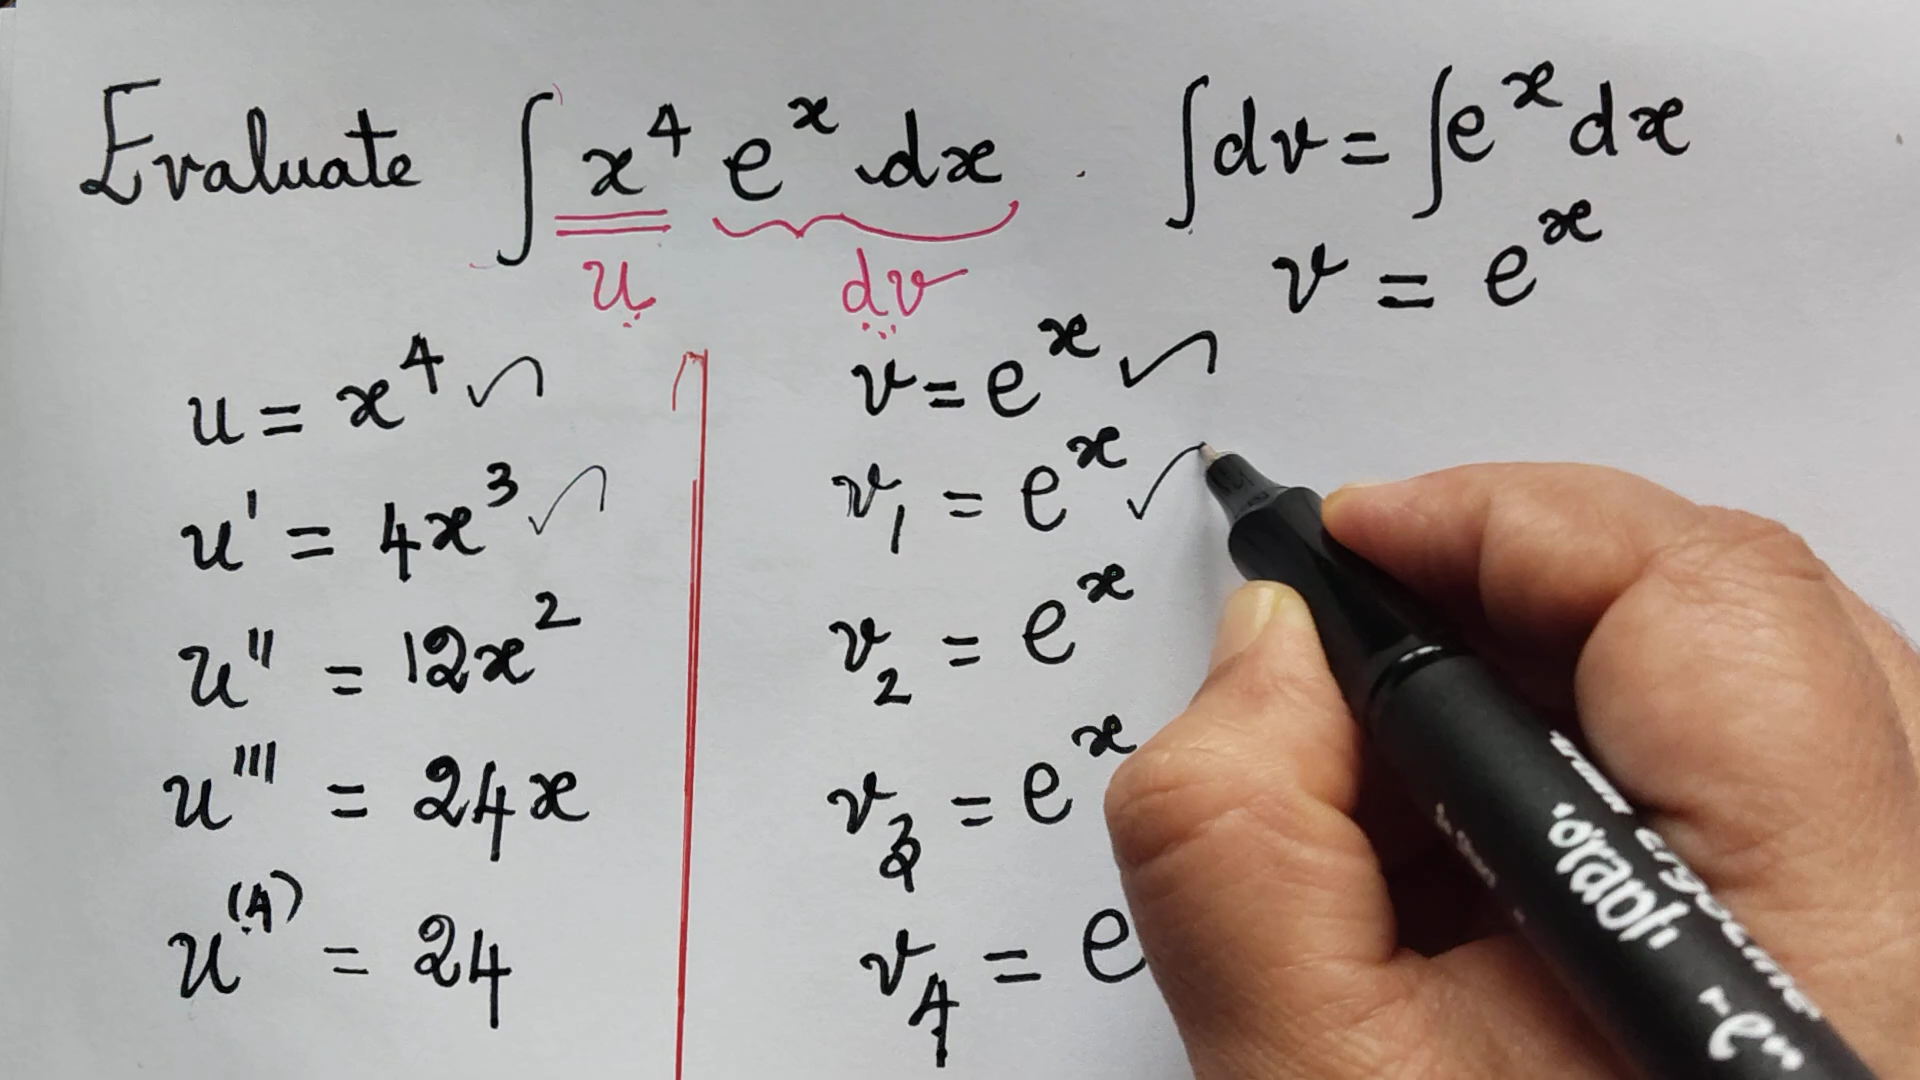 Evaluate ∫ x⁴ eˣ dx .
u dv
∫dv = ∫eˣ dx
v = eˣ
u = x⁴ ✓
u' = 4x³ ✓
u'' = 12x²
u''' = 24x
u⁽⁴⁾ = 24
v = eˣ ✓
v₁ = eˣ ✓
v₂ = eˣ
v₃ = eˣ
v₄ = e